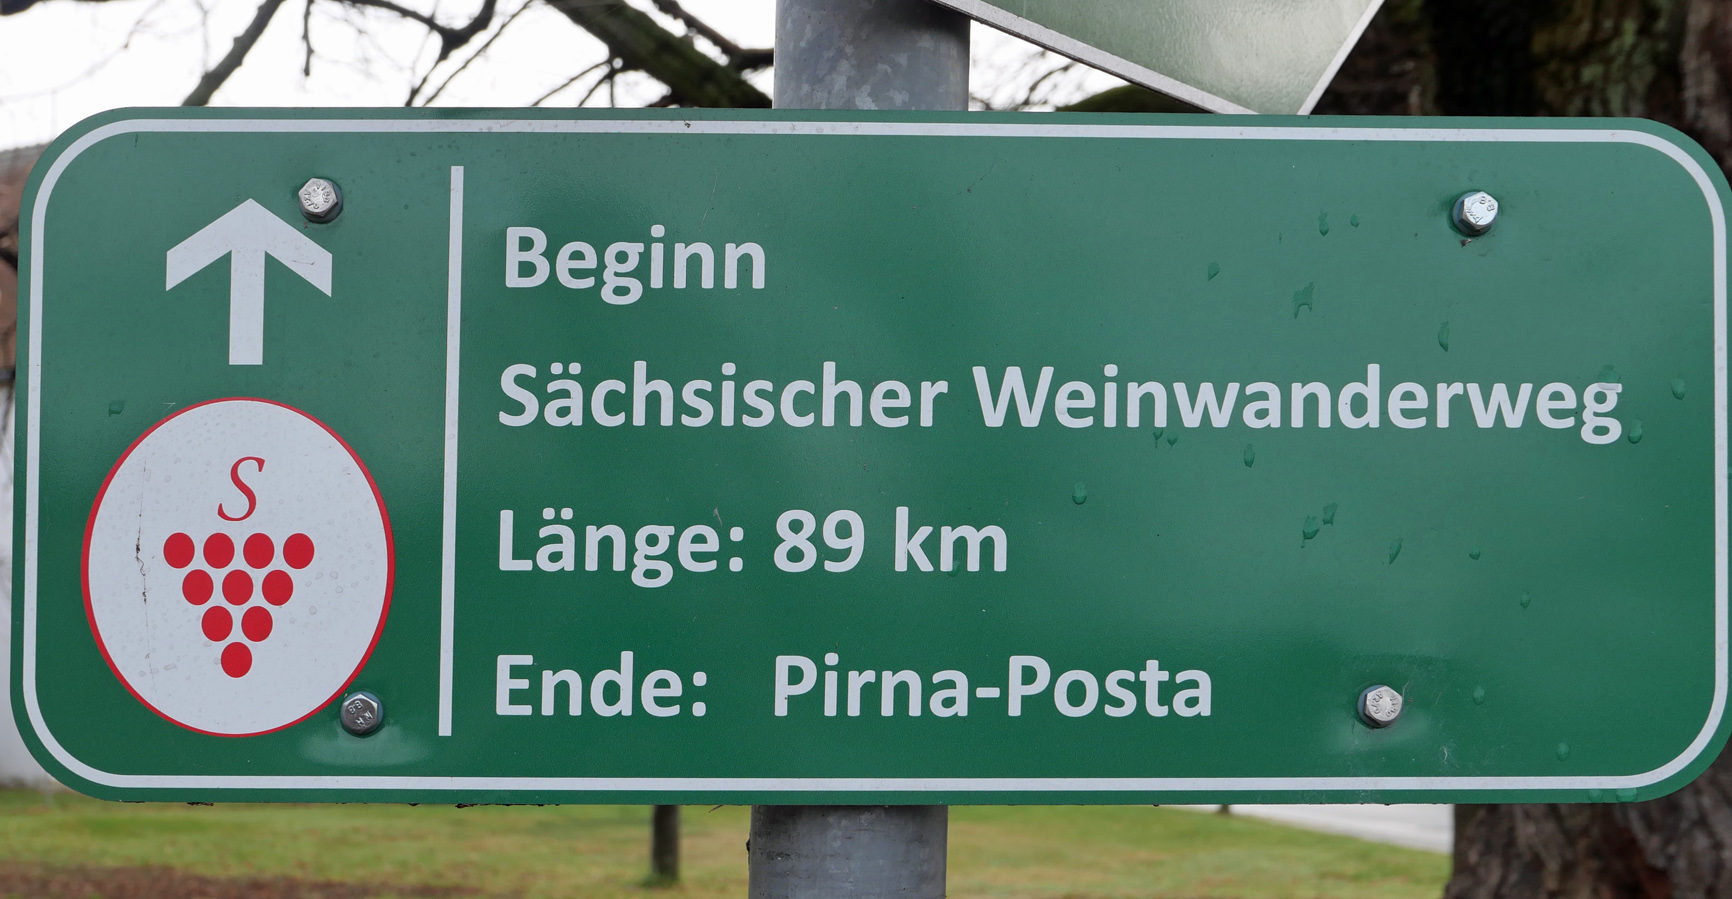 Beginn
Sächsischer Weinwanderweg
S
Länge: 89 km
Ende: Pirna-Posta